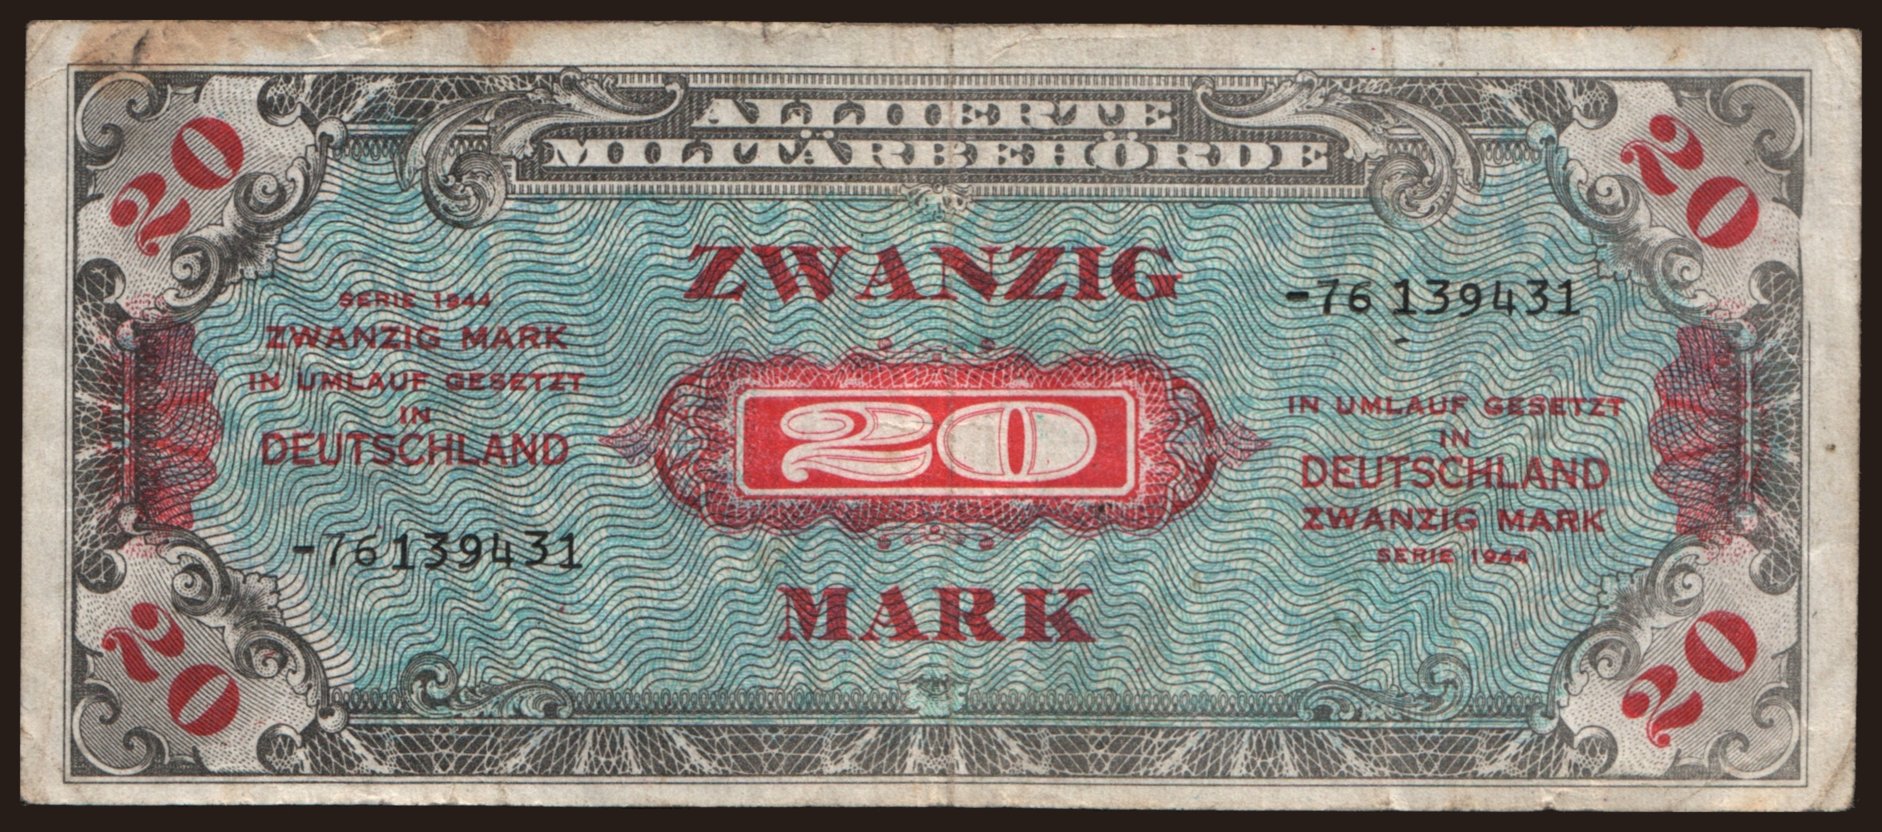 ALLIIERTE
MILITÄRBEHÖRDE
20
20
ZWANZIG
-76139431
SERIE 1944
ZWANZIG MARK
IN UMLAUF GESETZT
IN
DEUTSCHLAND
20
IN UMLAUF GESETZT
IN
DEUTSCHLAND
ZWANZIG MARK
SERIE 1944
-76139431
MARK
20
20